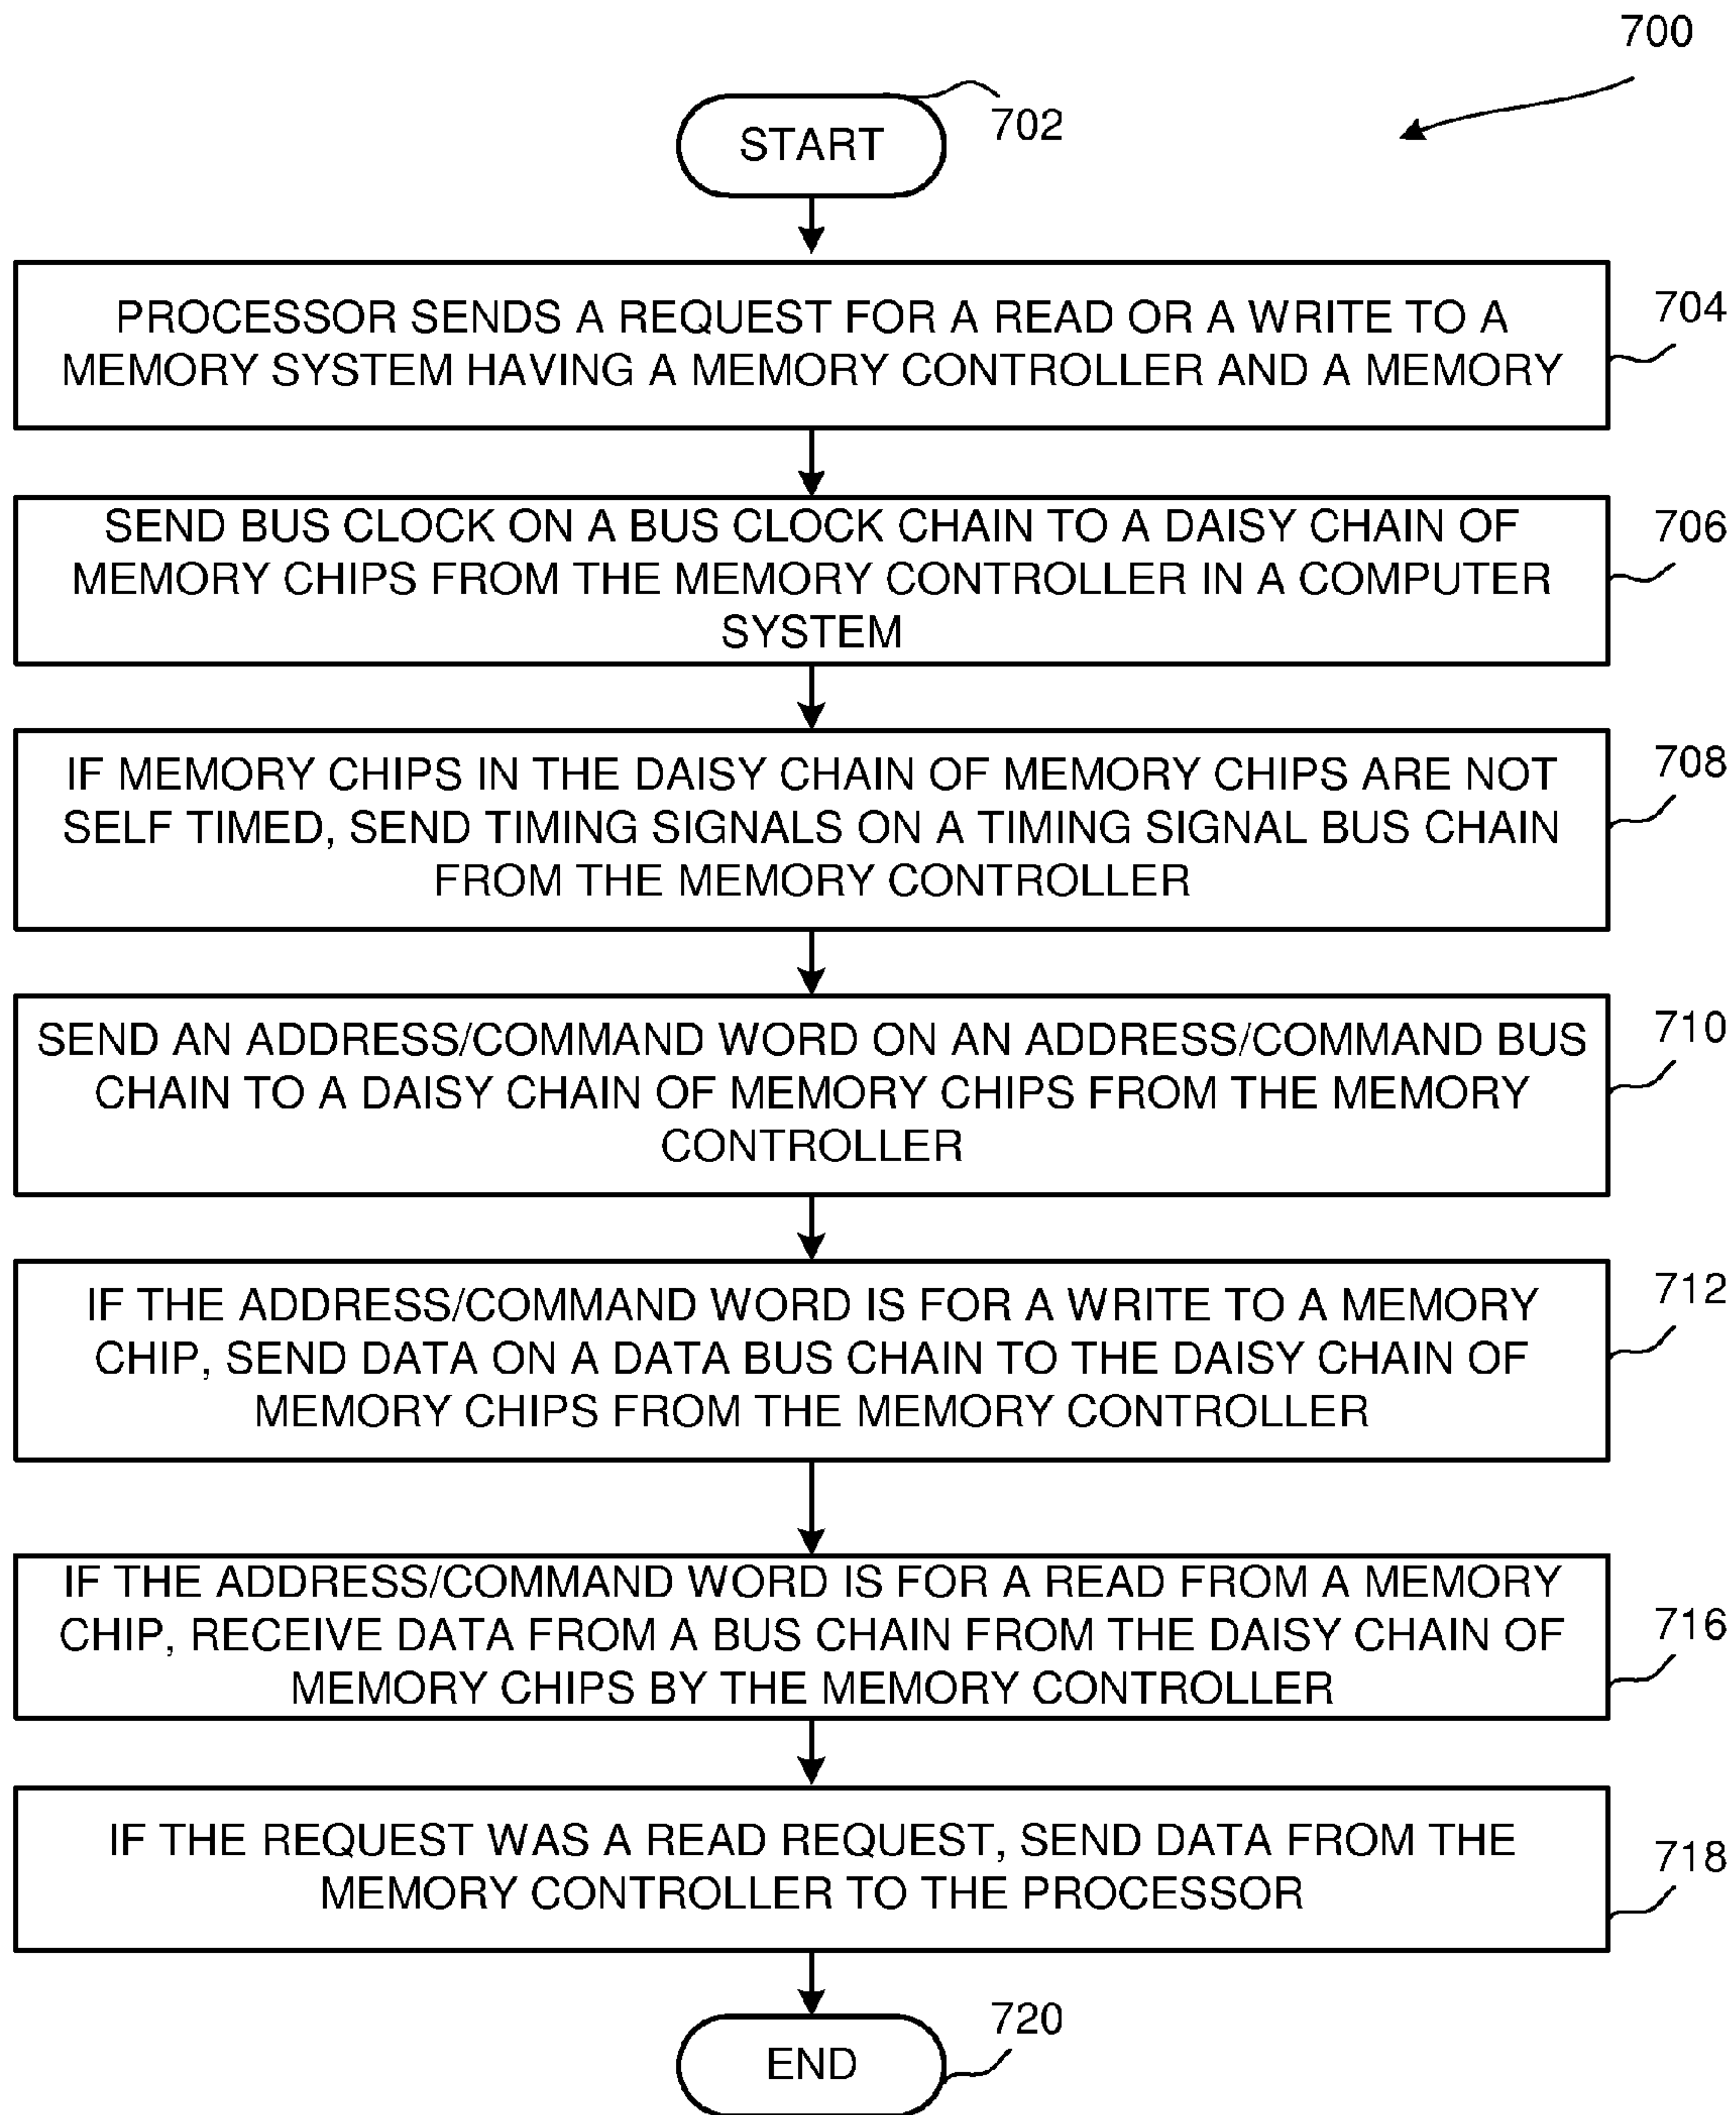 700
START
702
PROCESSOR SENDS A REQUEST FOR A READ OR A WRITE TO A
MEMORY SYSTEM HAVING A MEMORY CONTROLLER AND A MEMORY
704
SEND BUS CLOCK ON A BUS CLOCK CHAIN TO A DAISY CHAIN OF
MEMORY CHIPS FROM THE MEMORY CONTROLLER IN A COMPUTER
SYSTEM
706
IF MEMORY CHIPS IN THE DAISY CHAIN OF MEMORY CHIPS ARE NOT
SELF TIMED, SEND TIMING SIGNALS ON A TIMING SIGNAL BUS CHAIN
FROM THE MEMORY CONTROLLER
708
SEND AN ADDRESS/COMMAND WORD ON AN ADDRESS/COMMAND BUS
CHAIN TO A DAISY CHAIN OF MEMORY CHIPS FROM THE MEMORY
CONTROLLER
710
IF THE ADDRESS/COMMAND WORD IS FOR A WRITE TO A MEMORY
CHIP, SEND DATA ON A DATA BUS CHAIN TO THE DAISY CHAIN OF
MEMORY CHIPS FROM THE MEMORY CONTROLLER
712
IF THE ADDRESS/COMMAND WORD IS FOR A READ FROM A MEMORY
CHIP, RECEIVE DATA FROM A BUS CHAIN FROM THE DAISY CHAIN OF
MEMORY CHIPS BY THE MEMORY CONTROLLER
716
IF THE REQUEST WAS A READ REQUEST, SEND DATA FROM THE
MEMORY CONTROLLER TO THE PROCESSOR
718
END
720